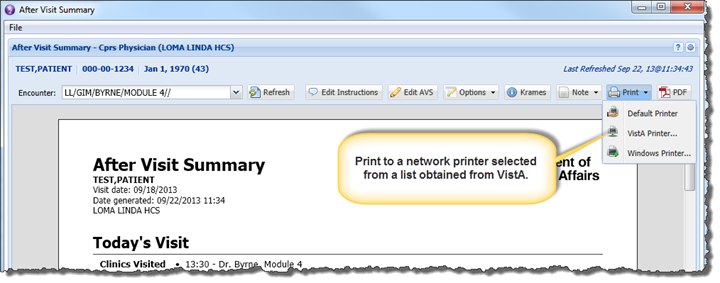 After Visit Summary
File
After Visit Summary - Cprs Physician (LOMA LINDA HCS)
?
TEST,PATIENT 000-00-1234 Jan 1, 1970 (43) Last Refreshed Sep 22, 13@11:34:43
Encounter: LL/GIM/BYRNE/MODULE 4// Refresh Edit Instructions Edit AVS Options Krames Note Print PDF
Default Printer
VistA Printer...
Windows Printer...
Print to a network printer selected
from a list obtained from VistA.
After Visit Summary ent of
TEST,PATIENT Affairs
Visit date: 09/18/2013
Date generated: 09/22/2013 11:34
LOMA LINDA HCS
Today's Visit
Clinics Visited • 13:30 - Dr. Byrne, Module 4